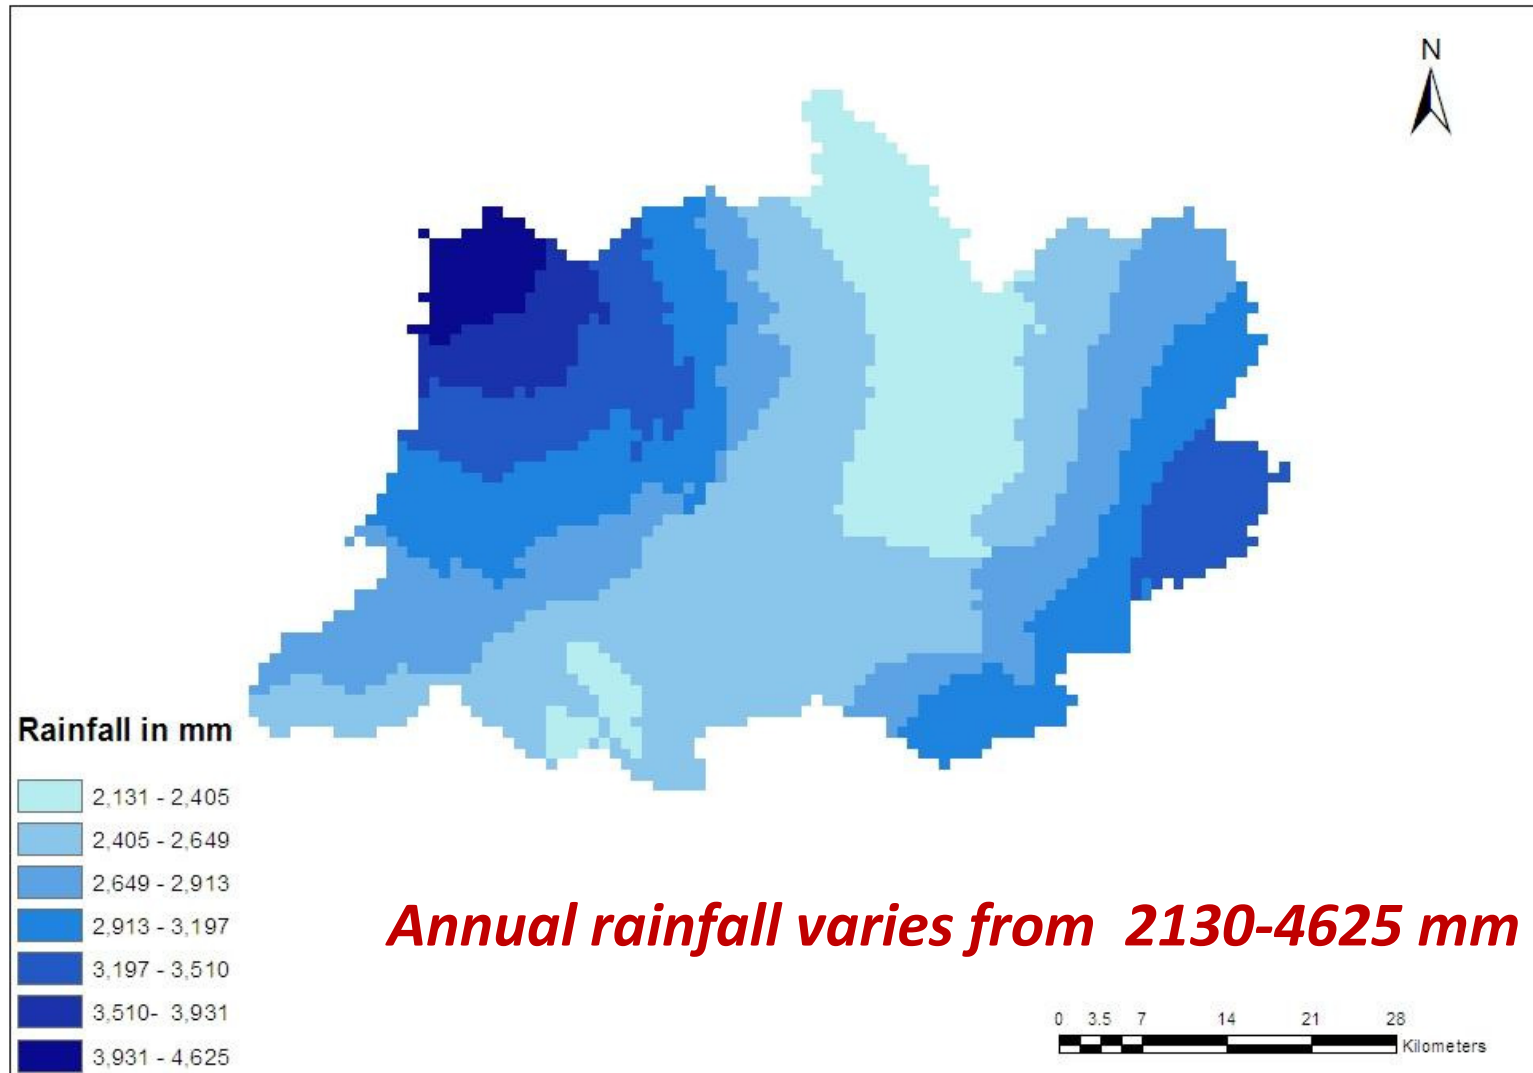 N
Rainfall in mm
2,131 - 2,405
2,405 - 2,649
2,649 - 2,913
2,913 - 3,197
3,197 - 3,510
3,510- 3,931
3,931 - 4,625
Annual rainfall varies from 2130-4625 mm
0 3.5 7 14 21 28
Kilometers